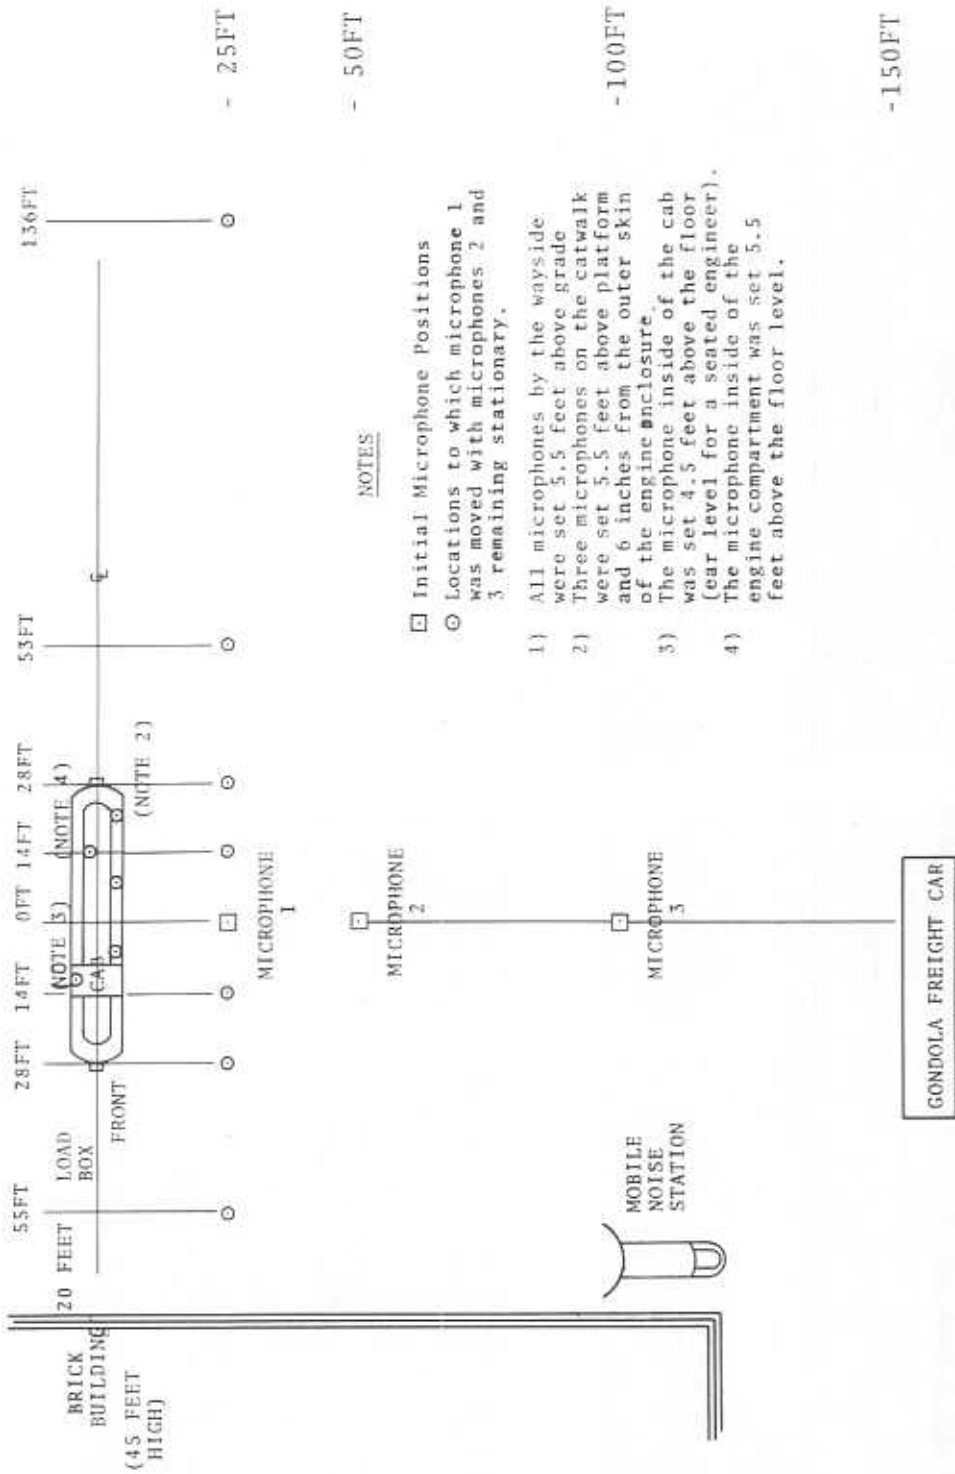 55FT 28FT 14FT 0FT 14FT 28FT 53FT 136FT
20 FEET
LOAD
BOX
FRONT
(NOTE 3)
CAB
(NOTE 4)
(NOTE 2)
℄
BRICK
BUILDING
(45 FEET
HIGH)
- 25FT
MICROPHONE
1
- 50FT
MICROPHONE
2
-100FT
MICROPHONE
3
-150FT
MOBILE
NOISE
STATION
GONDOLA FREIGHT CAR
NOTES
Initial Microphone Positions
Locations to which microphone 1
was moved with microphones 2 and
3 remaining stationary.
1) All microphones by the wayside
were set 5.5 feet above grade
2) Three microphones on the catwalk
were set 5.5 feet above platform
and 6 inches from the outer skin
of the engine enclosure.
3) The microphone inside of the cab
was set 4.5 feet above the floor
(ear level for a seated engineer).
4) The microphone inside of the
engine compartment was set 5.5
feet above the floor level.